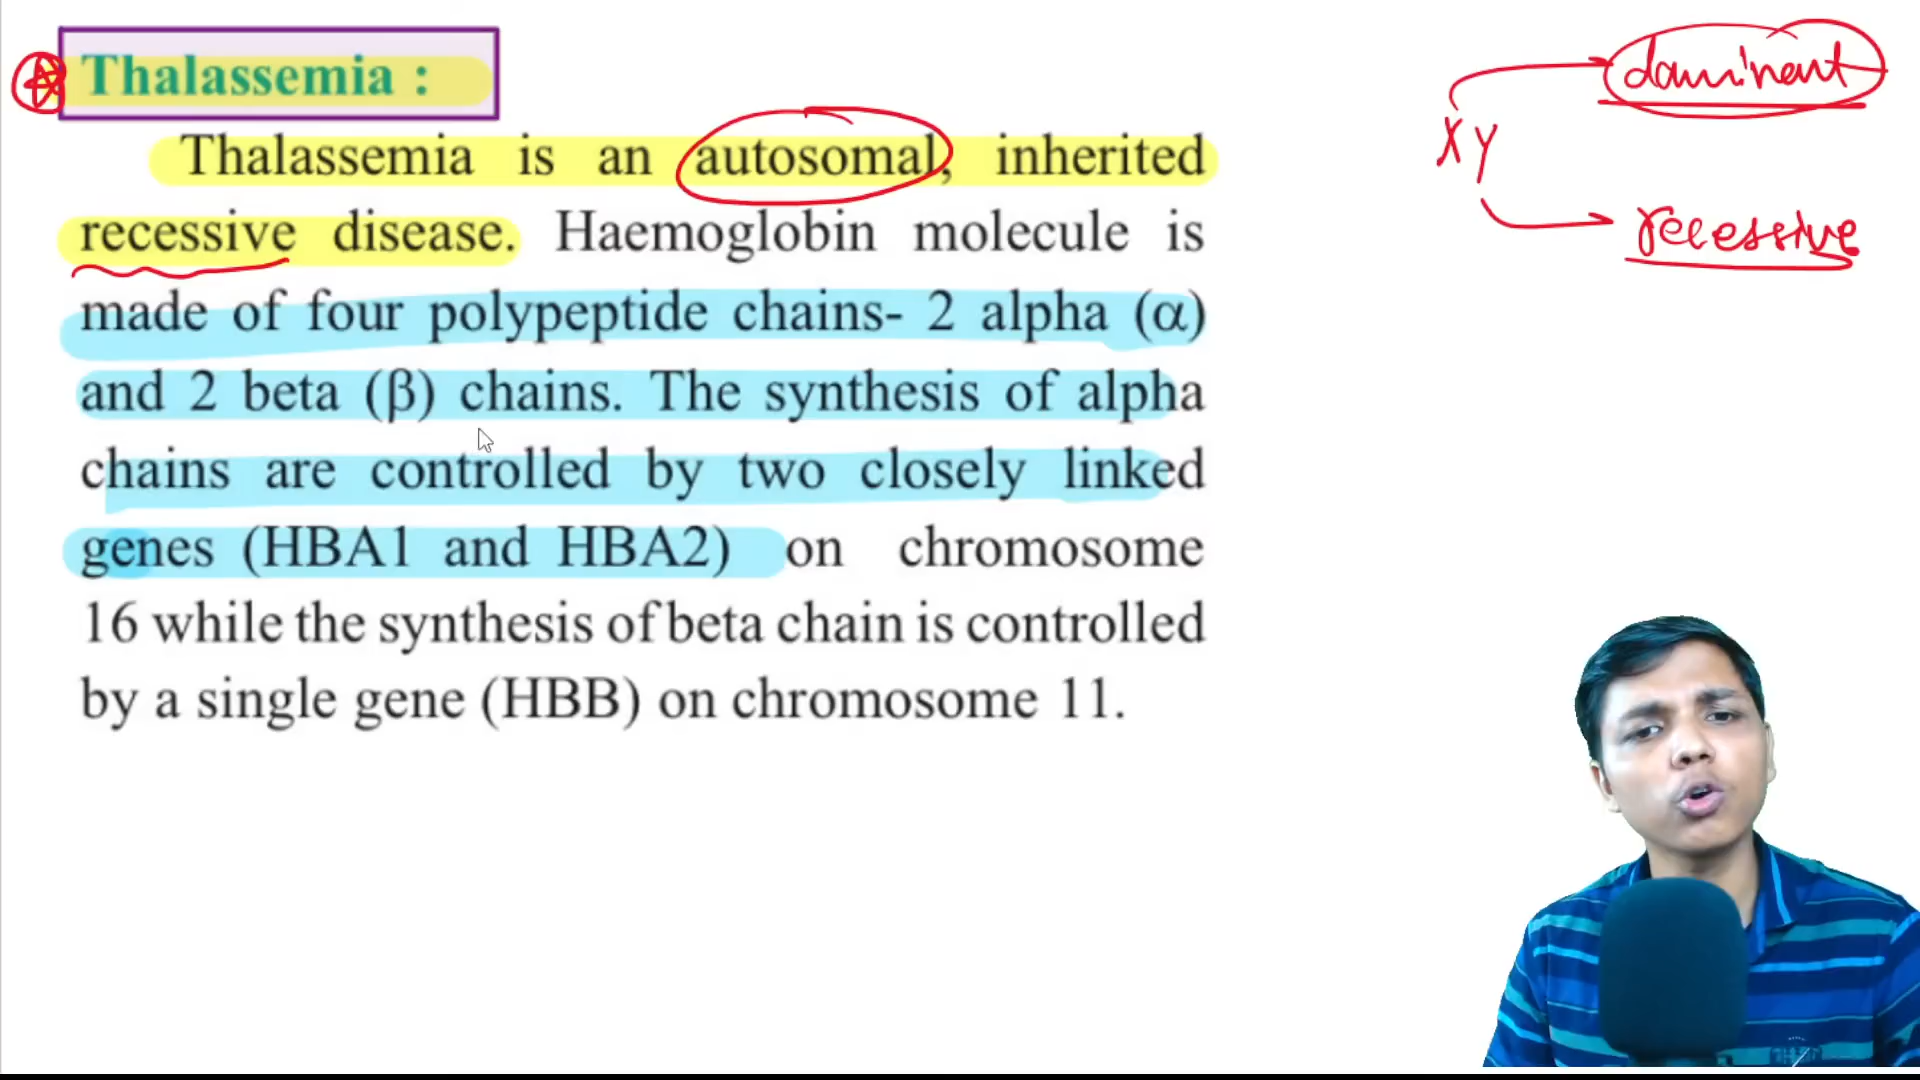 Thalassemia :
Thalassemia is an autosomal, inherited
recessive disease. Haemoglobin molecule is
made of four polypeptide chains- 2 alpha (α)
and 2 beta (β) chains. The synthesis of alpha
chains are controlled by two closely linked
genes (HBA1 and HBA2) on chromosome
16 while the synthesis of beta chain is controlled
by a single gene (HBB) on chromosome 11.
dominant
Xy
recessive